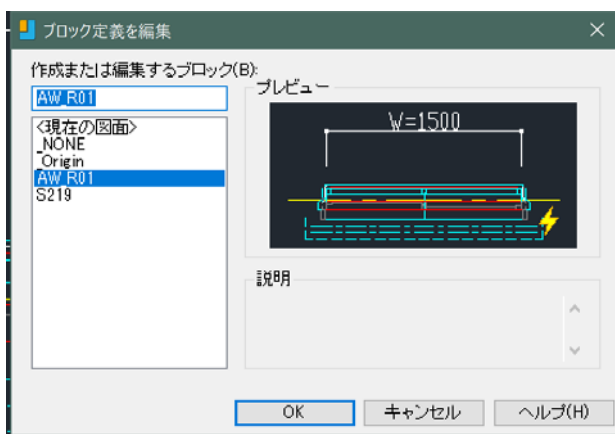 ブロック定義を編集
作成または編集するブロック(B):
AW_R01
<現在の図面>
_NONE
_Origin
AW_R01
S219
プレビュー
W=1500
説明
OK
キャンセル
ヘルプ(H)